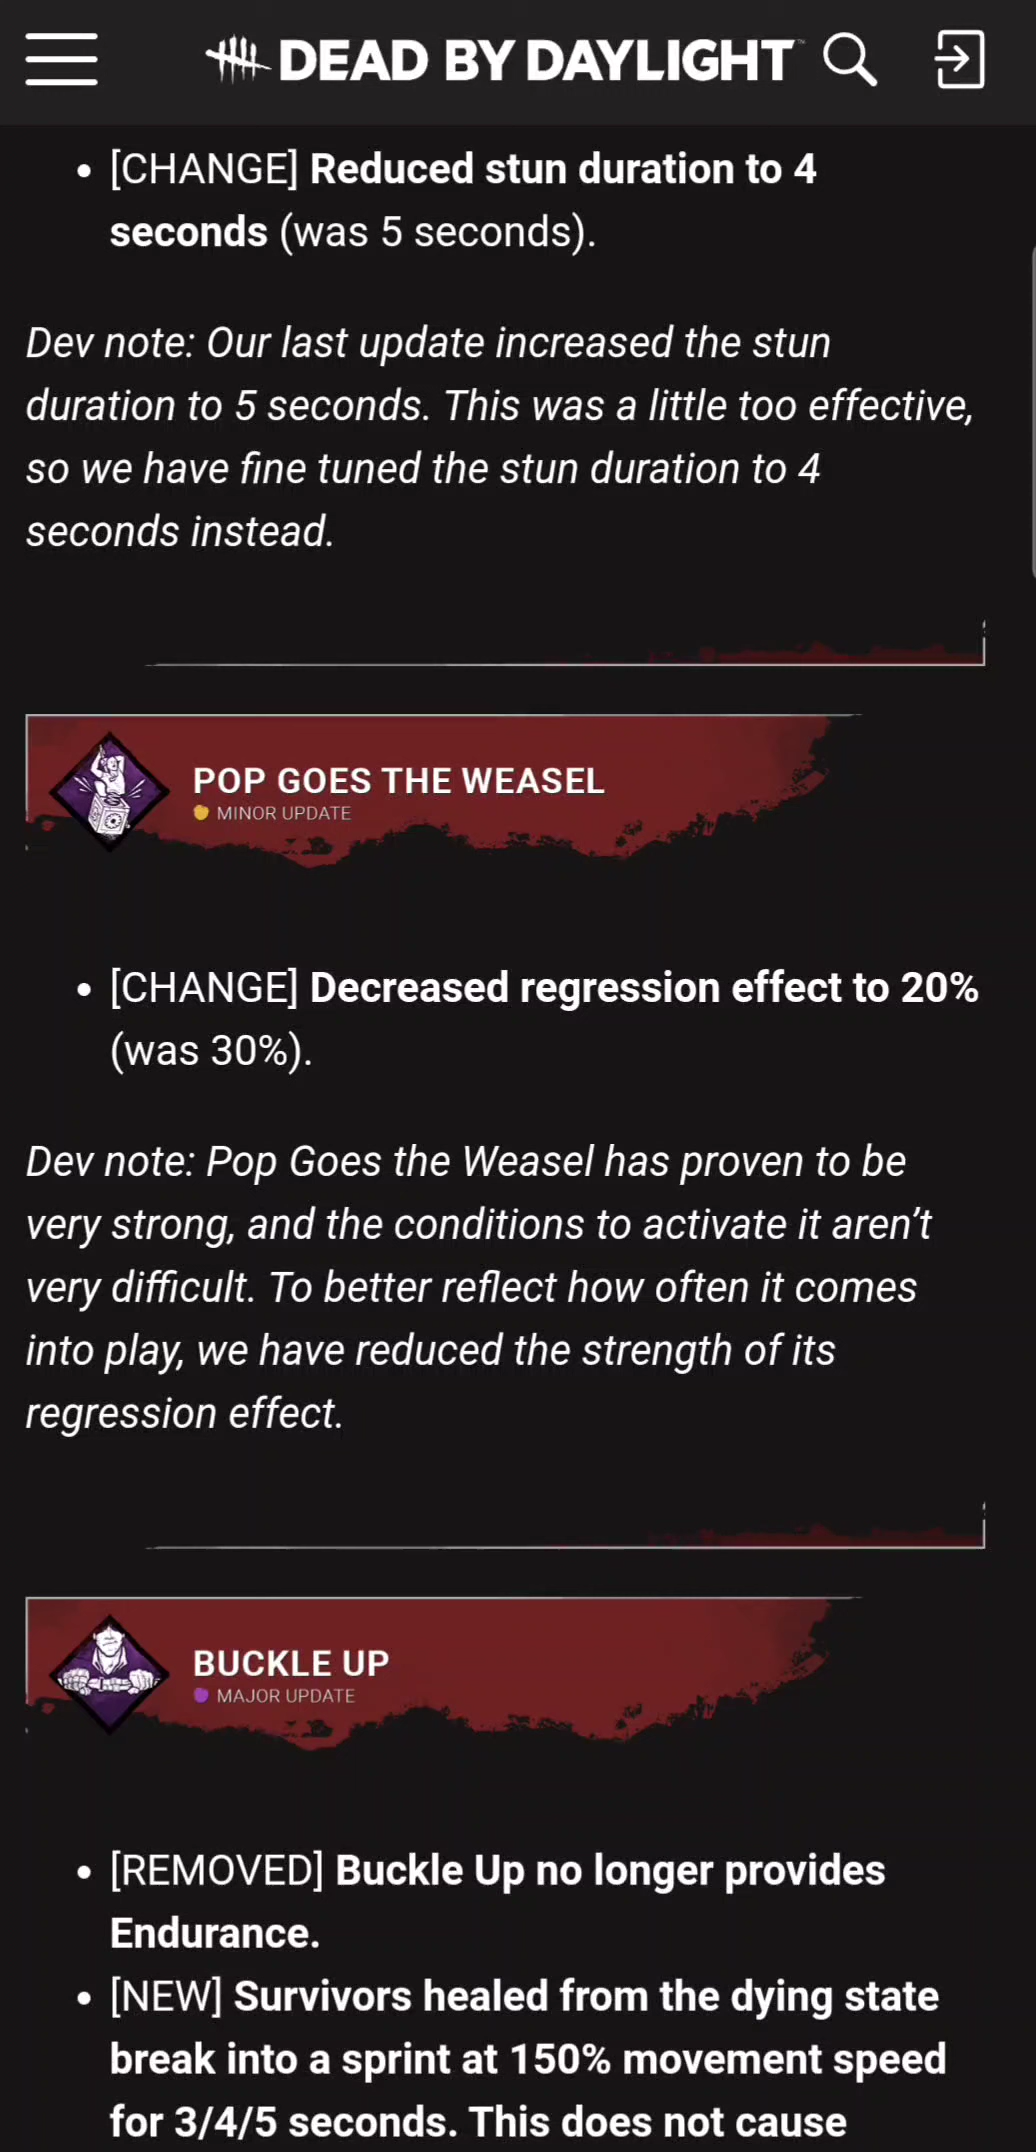 DEAD BY DAYLIGHT™
• [CHANGE] Reduced stun duration to 4
seconds (was 5 seconds).
Dev note: Our last update increased the stun
duration to 5 seconds. This was a little too effective,
so we have fine tuned the stun duration to 4
seconds instead.
POP GOES THE WEASEL
MINOR UPDATE
• [CHANGE] Decreased regression effect to 20%
(was 30%).
Dev note: Pop Goes the Weasel has proven to be
very strong, and the conditions to activate it aren’t
very difficult. To better reflect how often it comes
into play, we have reduced the strength of its
regression effect.
BUCKLE UP
MAJOR UPDATE
• [REMOVED] Buckle Up no longer provides
Endurance.
• [NEW] Survivors healed from the dying state
break into a sprint at 150% movement speed
for 3/4/5 seconds. This does not cause